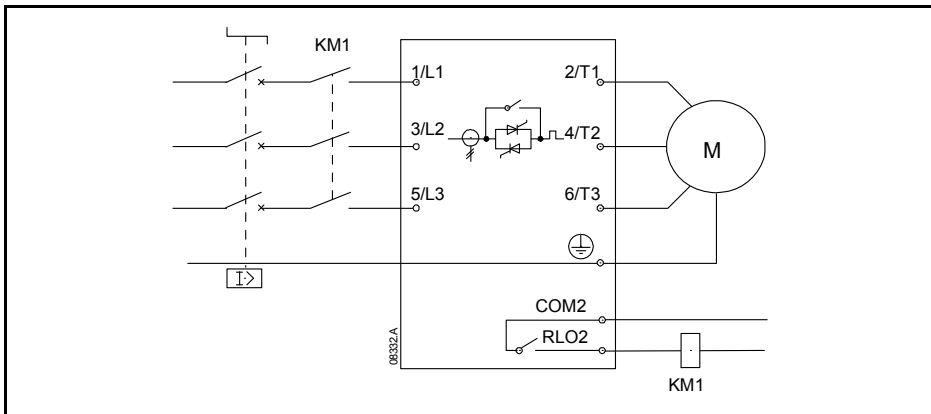 KM1
1/L1
2/T1
3/L2
4/T2
M
5/L3
6/T3
I>
COM2
RLO2
08332.A
KM1